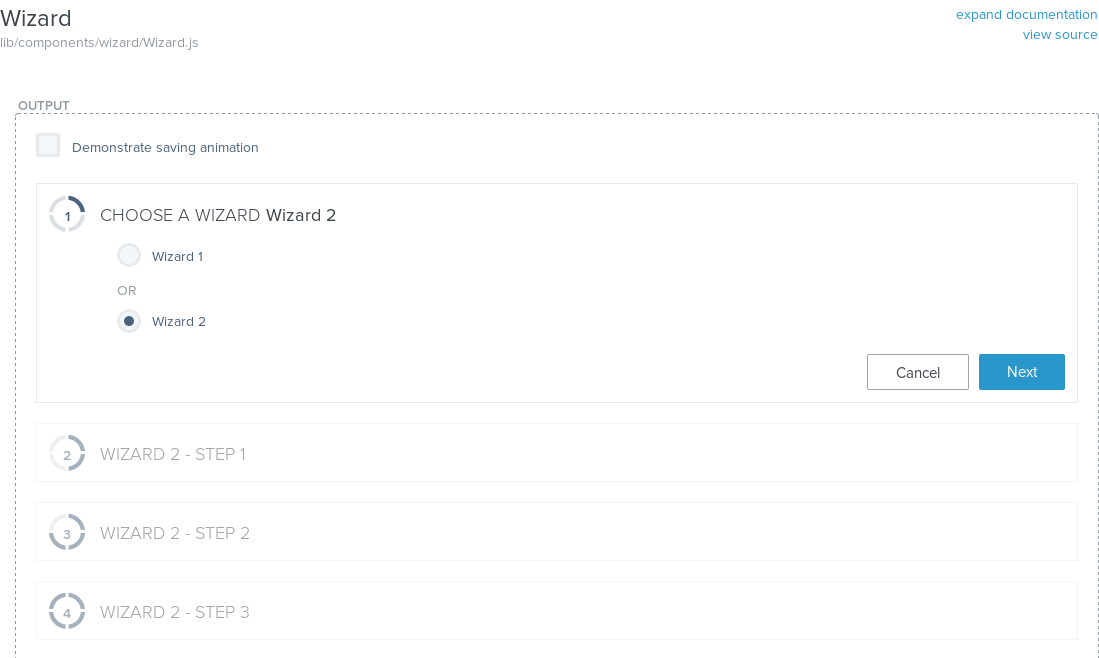 Wizard
expand documentation
lib/components/wizard/Wizard.js
view source
OUTPUT
Demonstrate saving animation
1 CHOOSE A WIZARD Wizard 2
Wizard 1
OR
Wizard 2
Cancel Next
2 WIZARD 2 - STEP 1
3 WIZARD 2 - STEP 2
4 WIZARD 2 - STEP 3